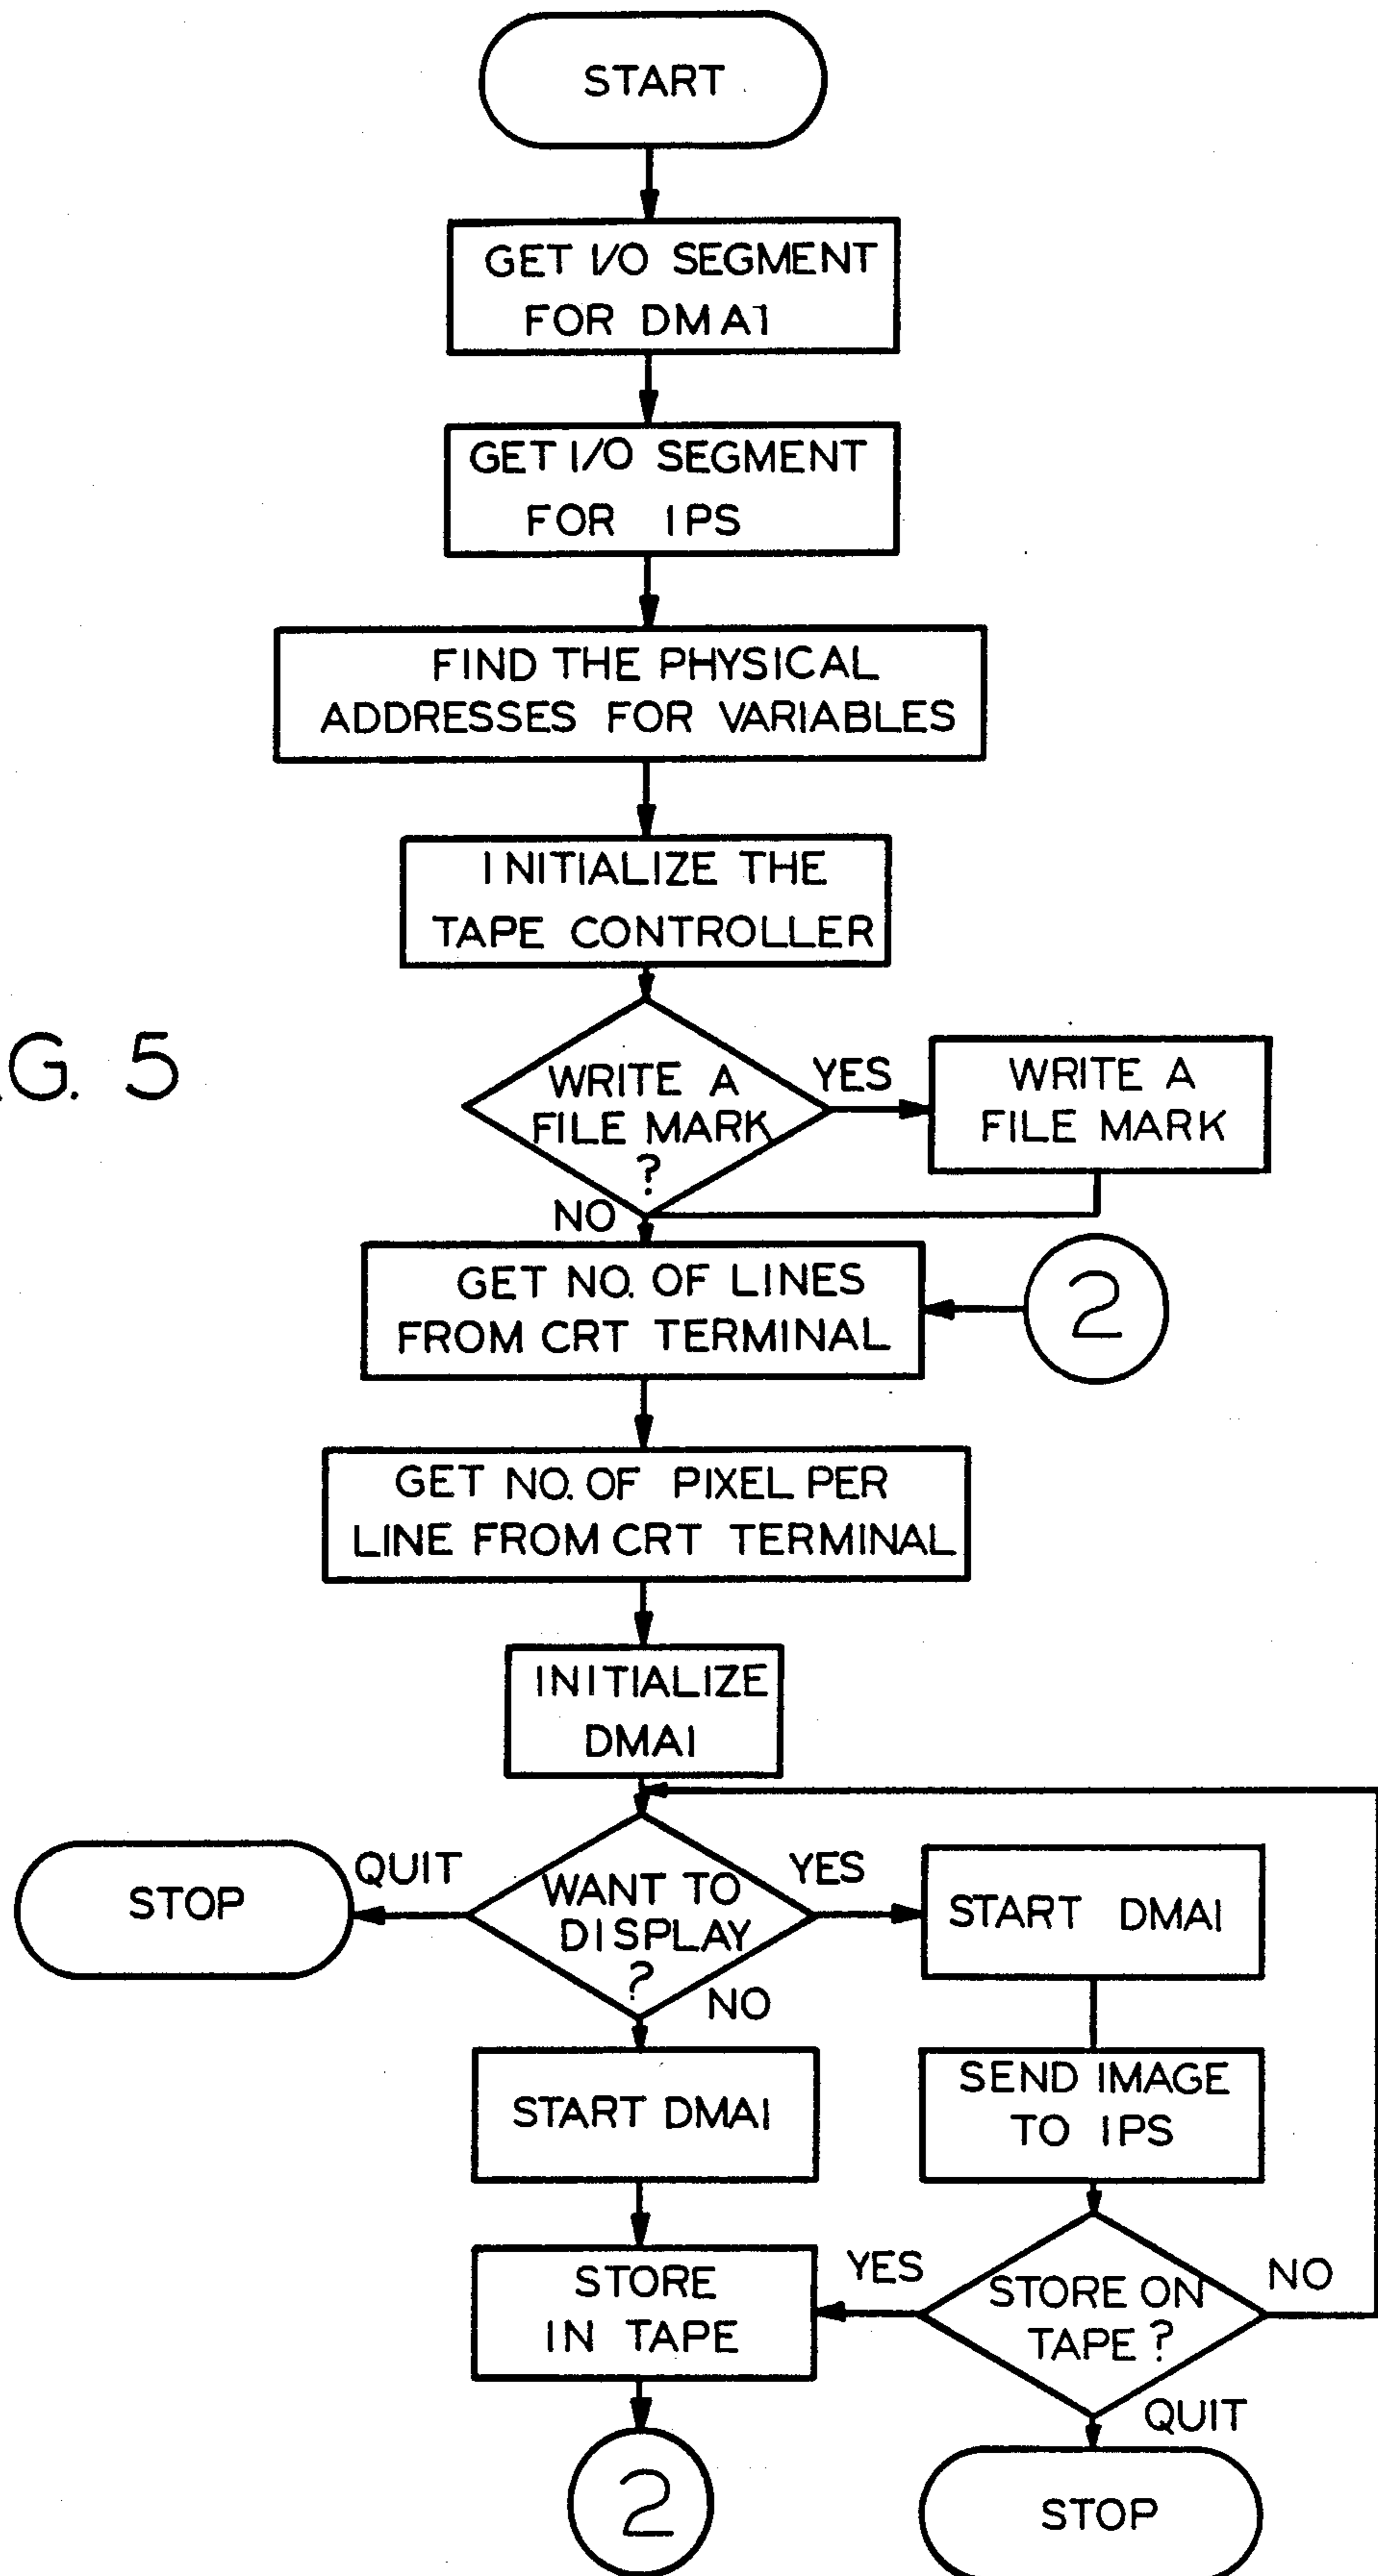 START
GET I/O SEGMENT
FOR DMA1
GET I/O SEGMENT
FOR IPS
FIND THE PHYSICAL
ADDRESSES FOR VARIABLES
INITIALIZE THE
TAPE CONTROLLER
G. 5
WRITE A
FILE MARK
?
YES
WRITE A
FILE MARK
NO
GET NO. OF LINES
FROM CRT TERMINAL
2
GET NO. OF PIXEL PER
LINE FROM CRT TERMINAL
INITIALIZE
DMA1
STOP
QUIT
WANT TO
DISPLAY
?
YES
START DMA1
NO
START DMA1
SEND IMAGE
TO IPS
STORE
IN TAPE
YES
STORE ON
TAPE?
NO
QUIT
2
STOP